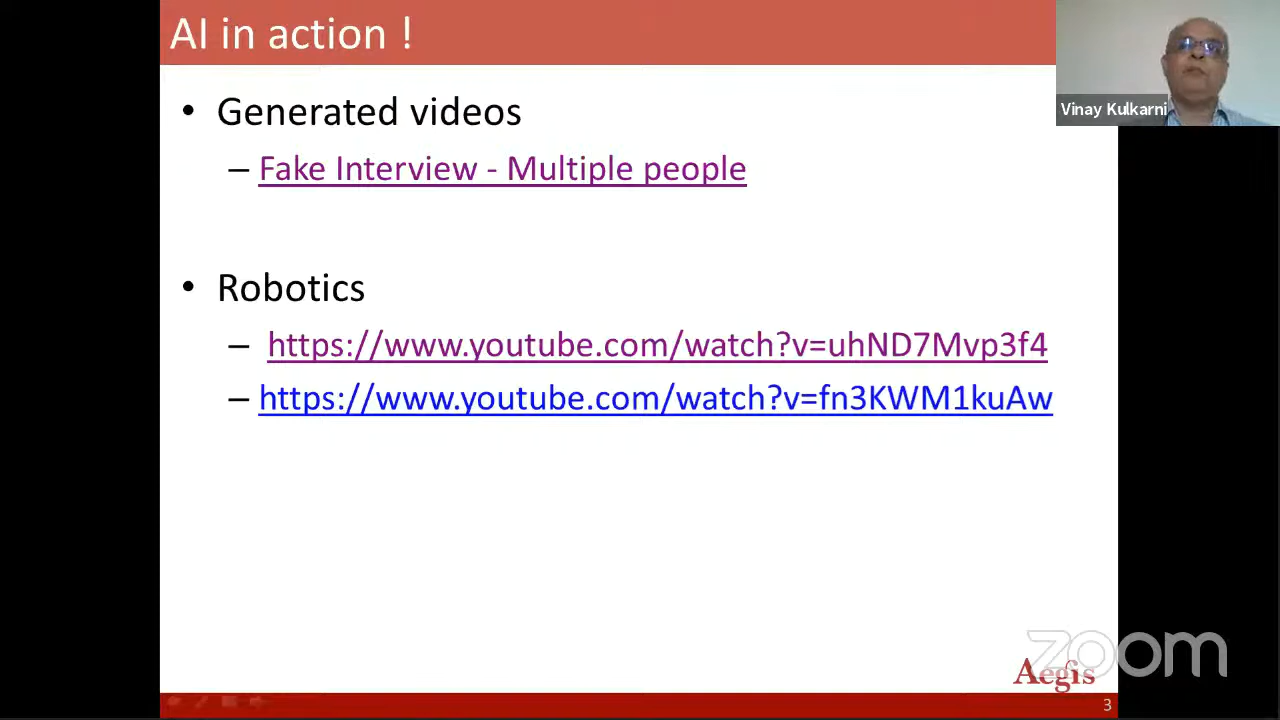 AI in action !
Vinay Kulkarni
• Generated videos
– Fake Interview - Multiple people
• Robotics
– https://www.youtube.com/watch?v=uhND7Mvp3f4
– https://www.youtube.com/watch?v=fn3KWM1kuAw
zoom
Aegis
3